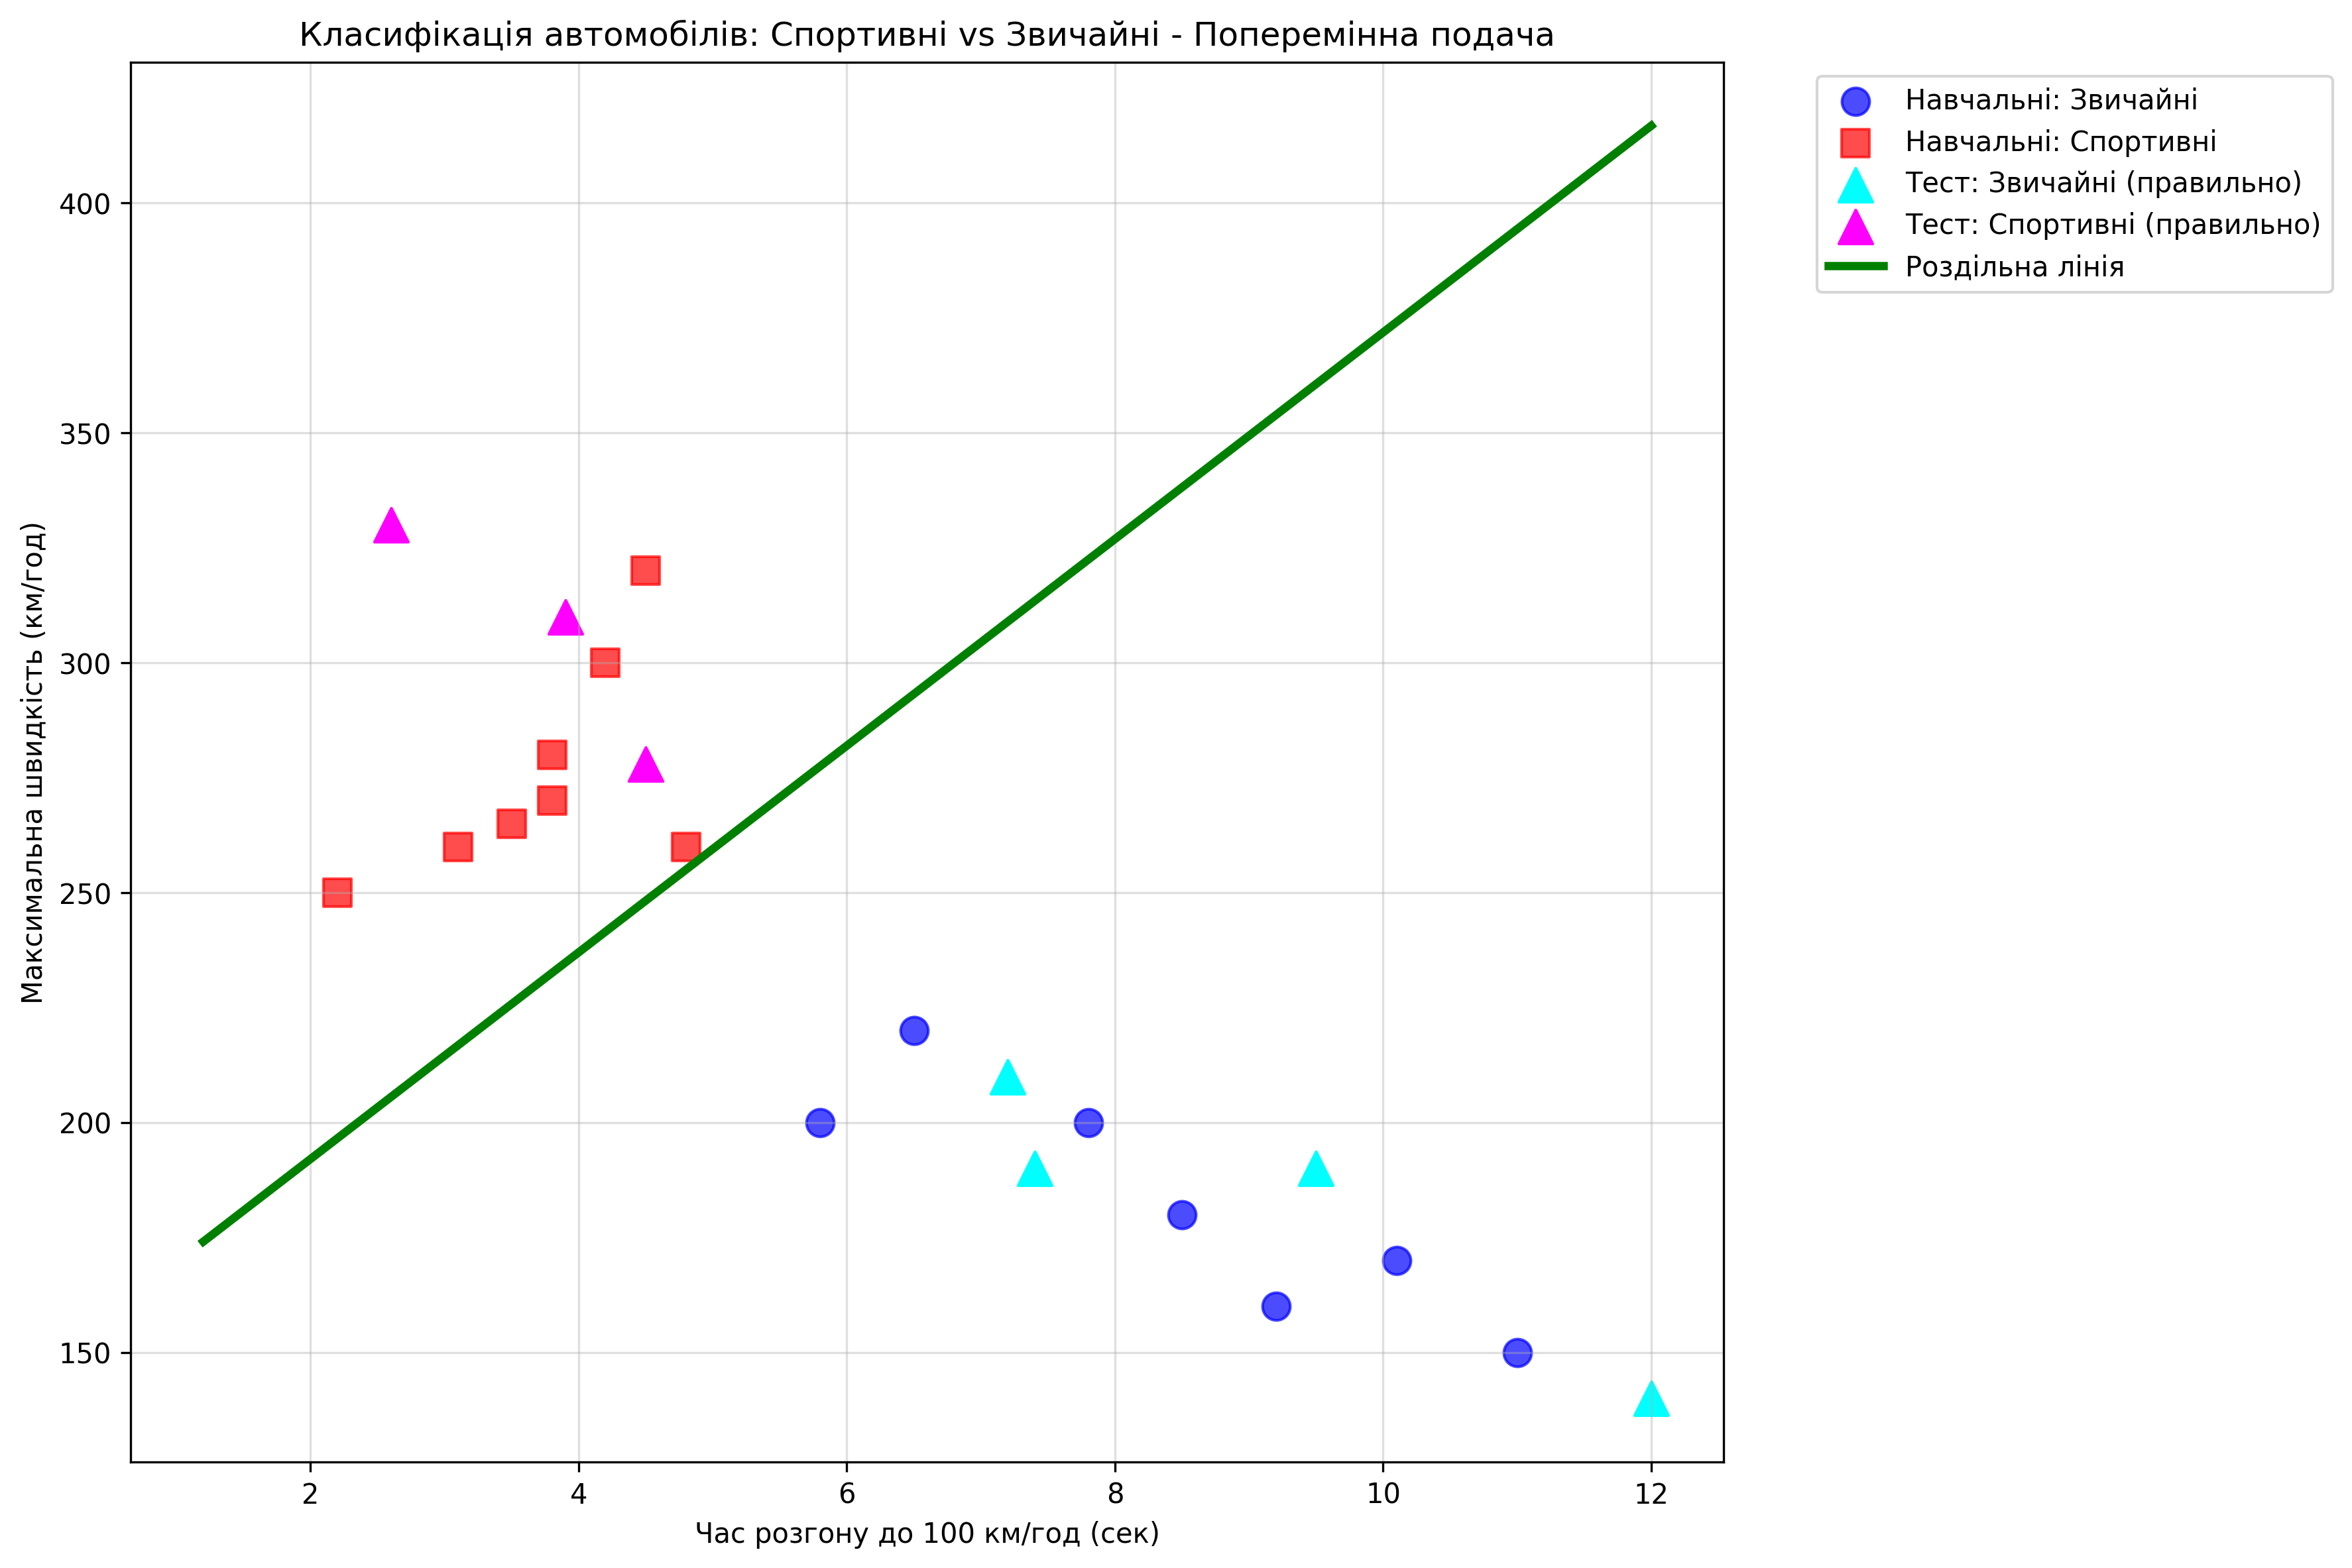 Класифікація автомобілів: Спортивні vs Звичайні - Поперемінна подача
Навчальні: Звичайні
Навчальні: Спортивні
Тест: Звичайні (правильно)
Тест: Спортивні (правильно)
Роздільна лінія
Максимальна швидкість (км/год)
400
350
300
250
200
150
2 4 6 8 10 12
Час розгону до 100 км/год (сек)